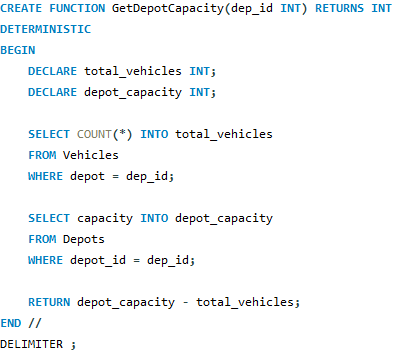 CREATE FUNCTION GetDepotCapacity(dep_id INT) RETURNS INT
DETERMINISTIC
BEGIN
    DECLARE total_vehicles INT;
    DECLARE depot_capacity INT;

    SELECT COUNT(*) INTO total_vehicles
    FROM Vehicles
    WHERE depot = dep_id;

    SELECT capacity INTO depot_capacity
    FROM Depots
    WHERE depot_id = dep_id;

    RETURN depot_capacity - total_vehicles;
END //
DELIMITER ;